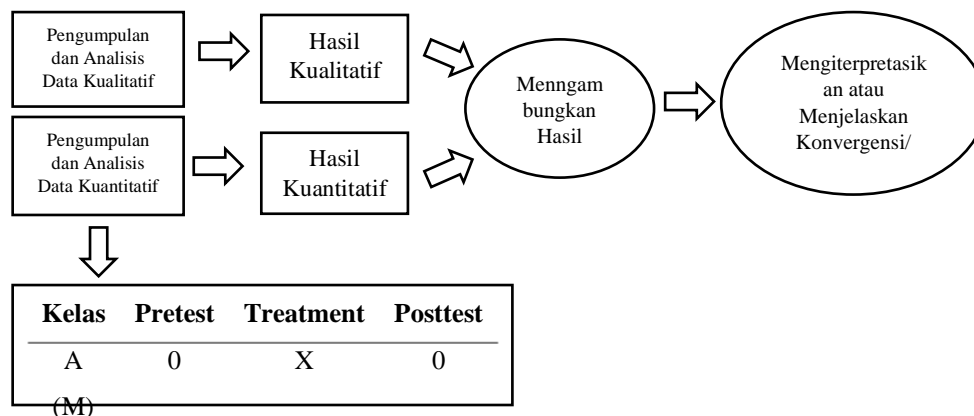 Pengumpulan
dan Analisis
Data Kualitatif
Hasil
Kualitatif
Menngam
bungkan
Hasil
Mengiterpretasik
an atau
Menjelaskan
Konvergensi/
Pengumpulan
dan Analisis
Data Kuantitatif
Hasil
Kuantitatif
Kelas Pretest Treatment Posttest
A 0 X 0
(M)